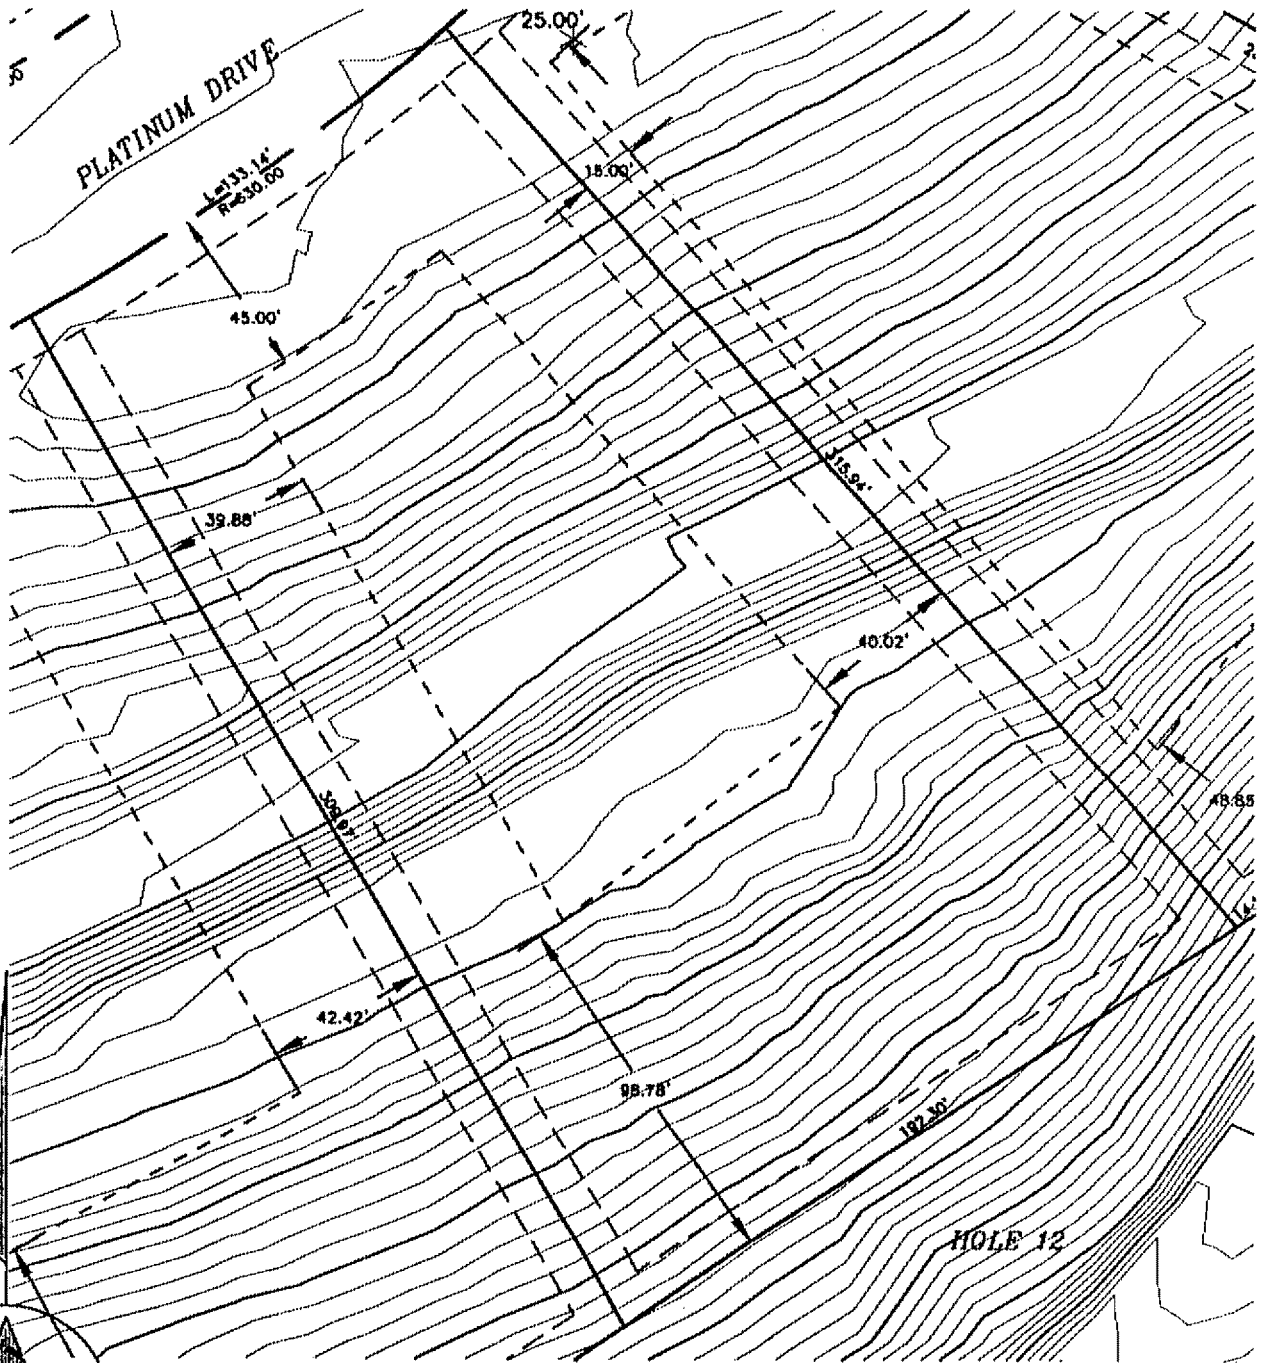 25.00'
PLATINUM DRIVE
15.00'
L=133.14'
R=630.00
45.00'
315.94'
39.88'
40.02'
48.85
42.42'
98.78'
192.30'
HOLE 12